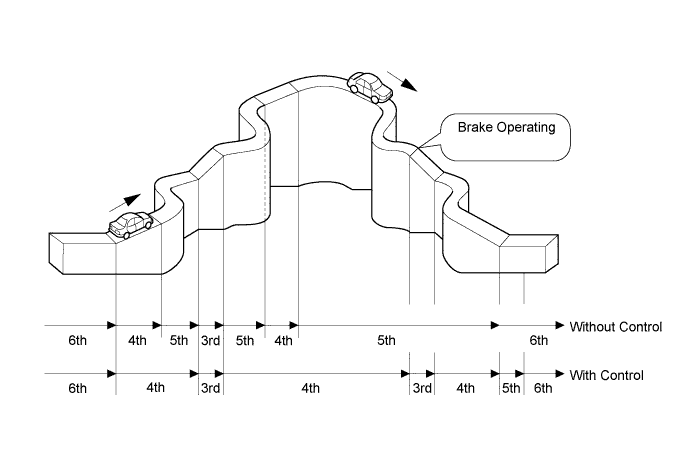 Brake Operating
6th 4th 5th 3rd 5th 4th 5th 6th Without Control
6th 4th 3rd 4th 3rd 4th 5th 6th With Control